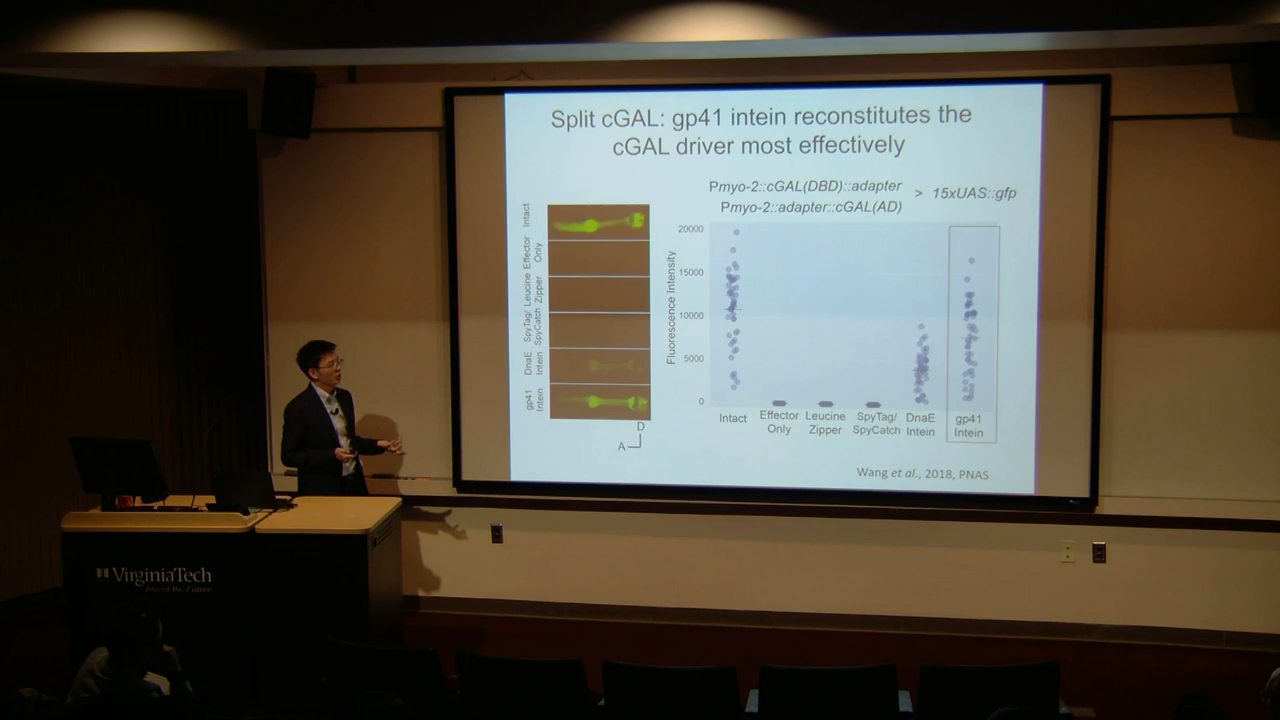 Split cGAL: gp41 intein reconstitutes the
cGAL driver most effectively
Pmyo-2::cGAL(DBD)::adapter
Pmyo-2::adapter::cGAL(AD)
> 15xUAS::gfp
Intact
Effector
Only
Leucine
Zipper
SpyTag/
SpyCatch
DnaE
Intein
gp41
Intein
D
A
Fluorescence Intensity
20000
15000
10000
5000
0
Intact
Effector
Only
Leucine
Zipper
SpyTag/
SpyCatch
DnaE
Intein
gp41
Intein
Wang et al., 2018, PNAS
VirginiaTech
Invent the Future